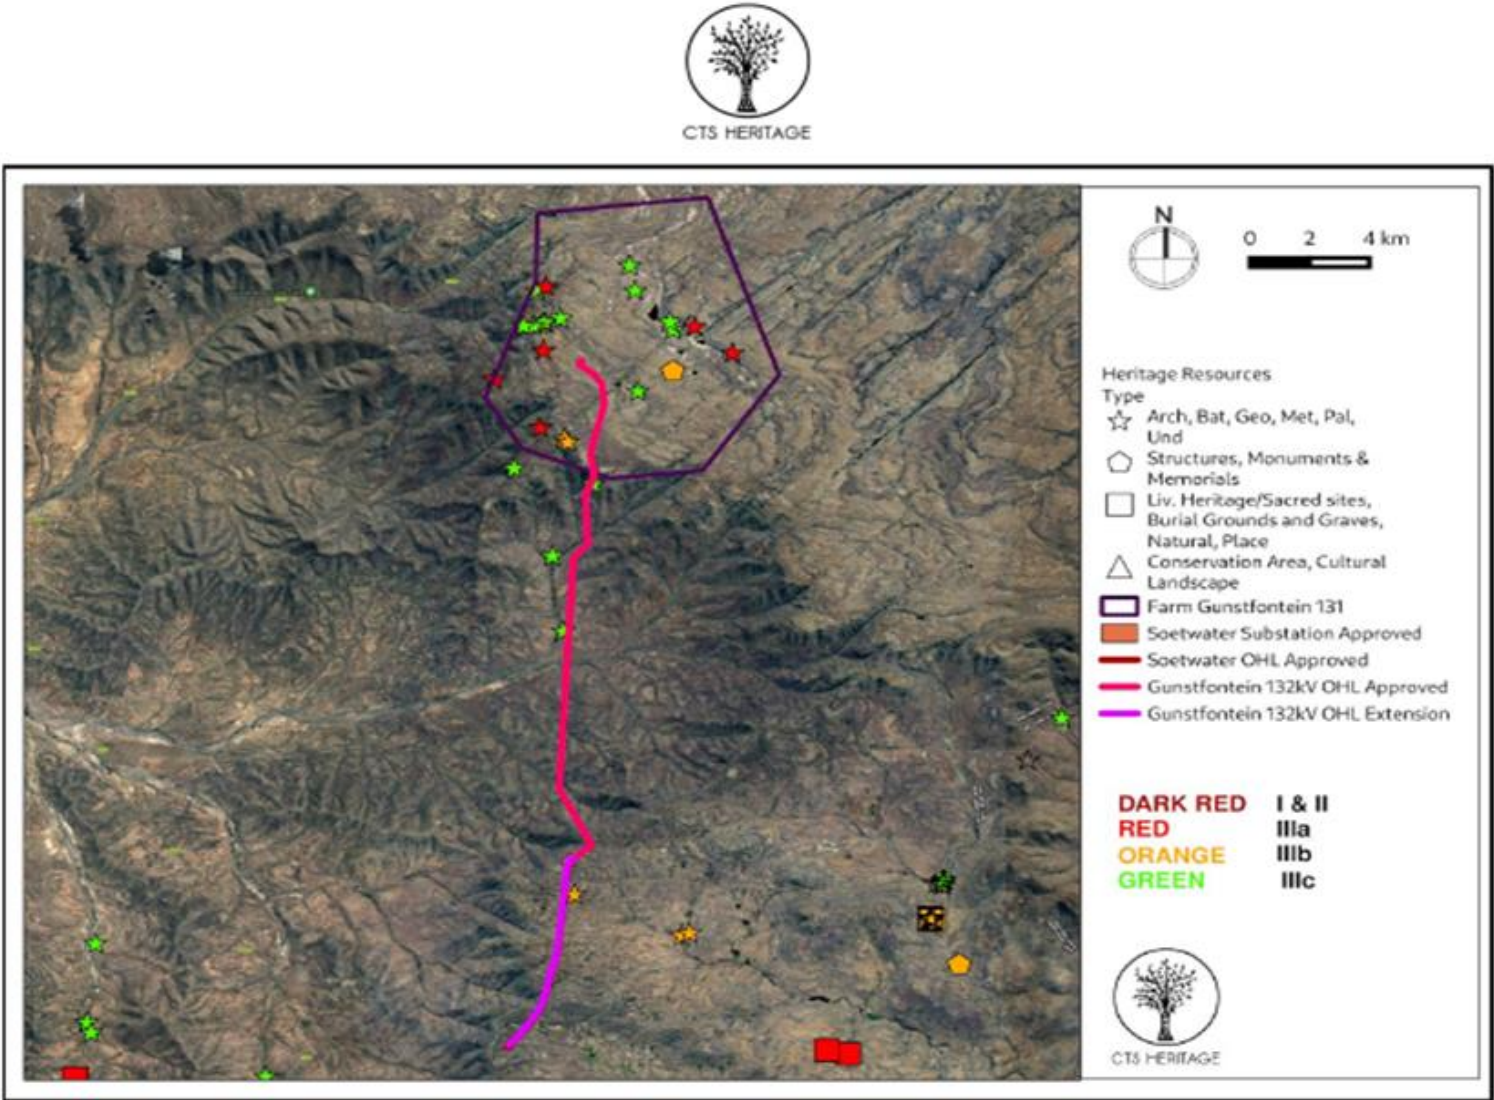 CTS HERITAGE
N
0 2 4 km
Heritage Resources
Type
Arch, Bat, Geo, Met, Pal,
Und
Structures, Monuments &
Memorials
Liv. Heritage/Sacred sites,
Burial Grounds and Graves,
Natural, Place
Conservation Area, Cultural
Landscape
Farm Gunstfontein 131
Soetwater Substation Approved
Soetwater OHL Approved
Gunstfontein 132kV OHL Approved
Gunstfontein 132kV OHL Extension
DARK RED I & II
RED IIIa
ORANGE IIIb
GREEN IIIc
CTS HERITAGE